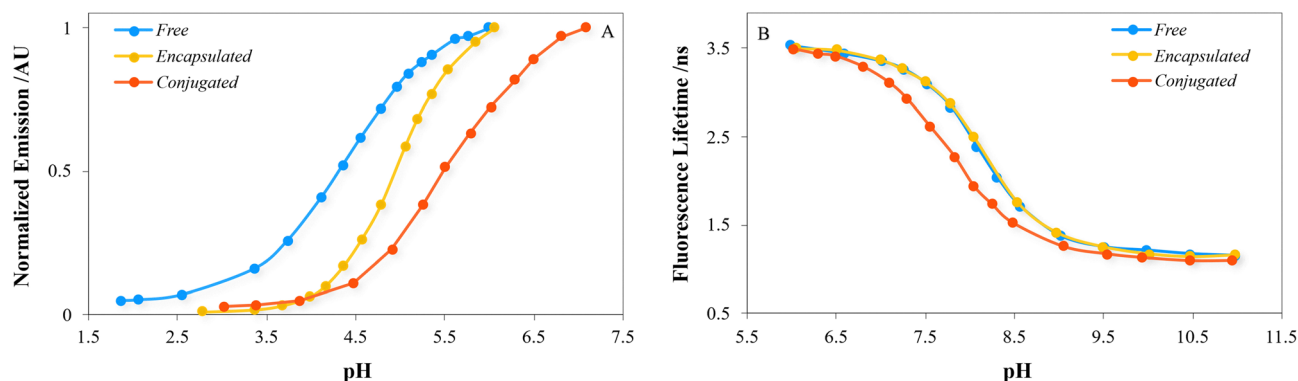 A
Free
Encapsulated
Conjugated
Normalized Emission /AU
1
0.5
0
1.5 2.5 3.5 4.5 5.5 6.5 7.5
pH
B
Free
Encapsulated
Conjugated
Fluorescence Lifetime /ns
3.5
2.5
1.5
0.5
5.5 6.5 7.5 8.5 9.5 10.5 11.5
pH